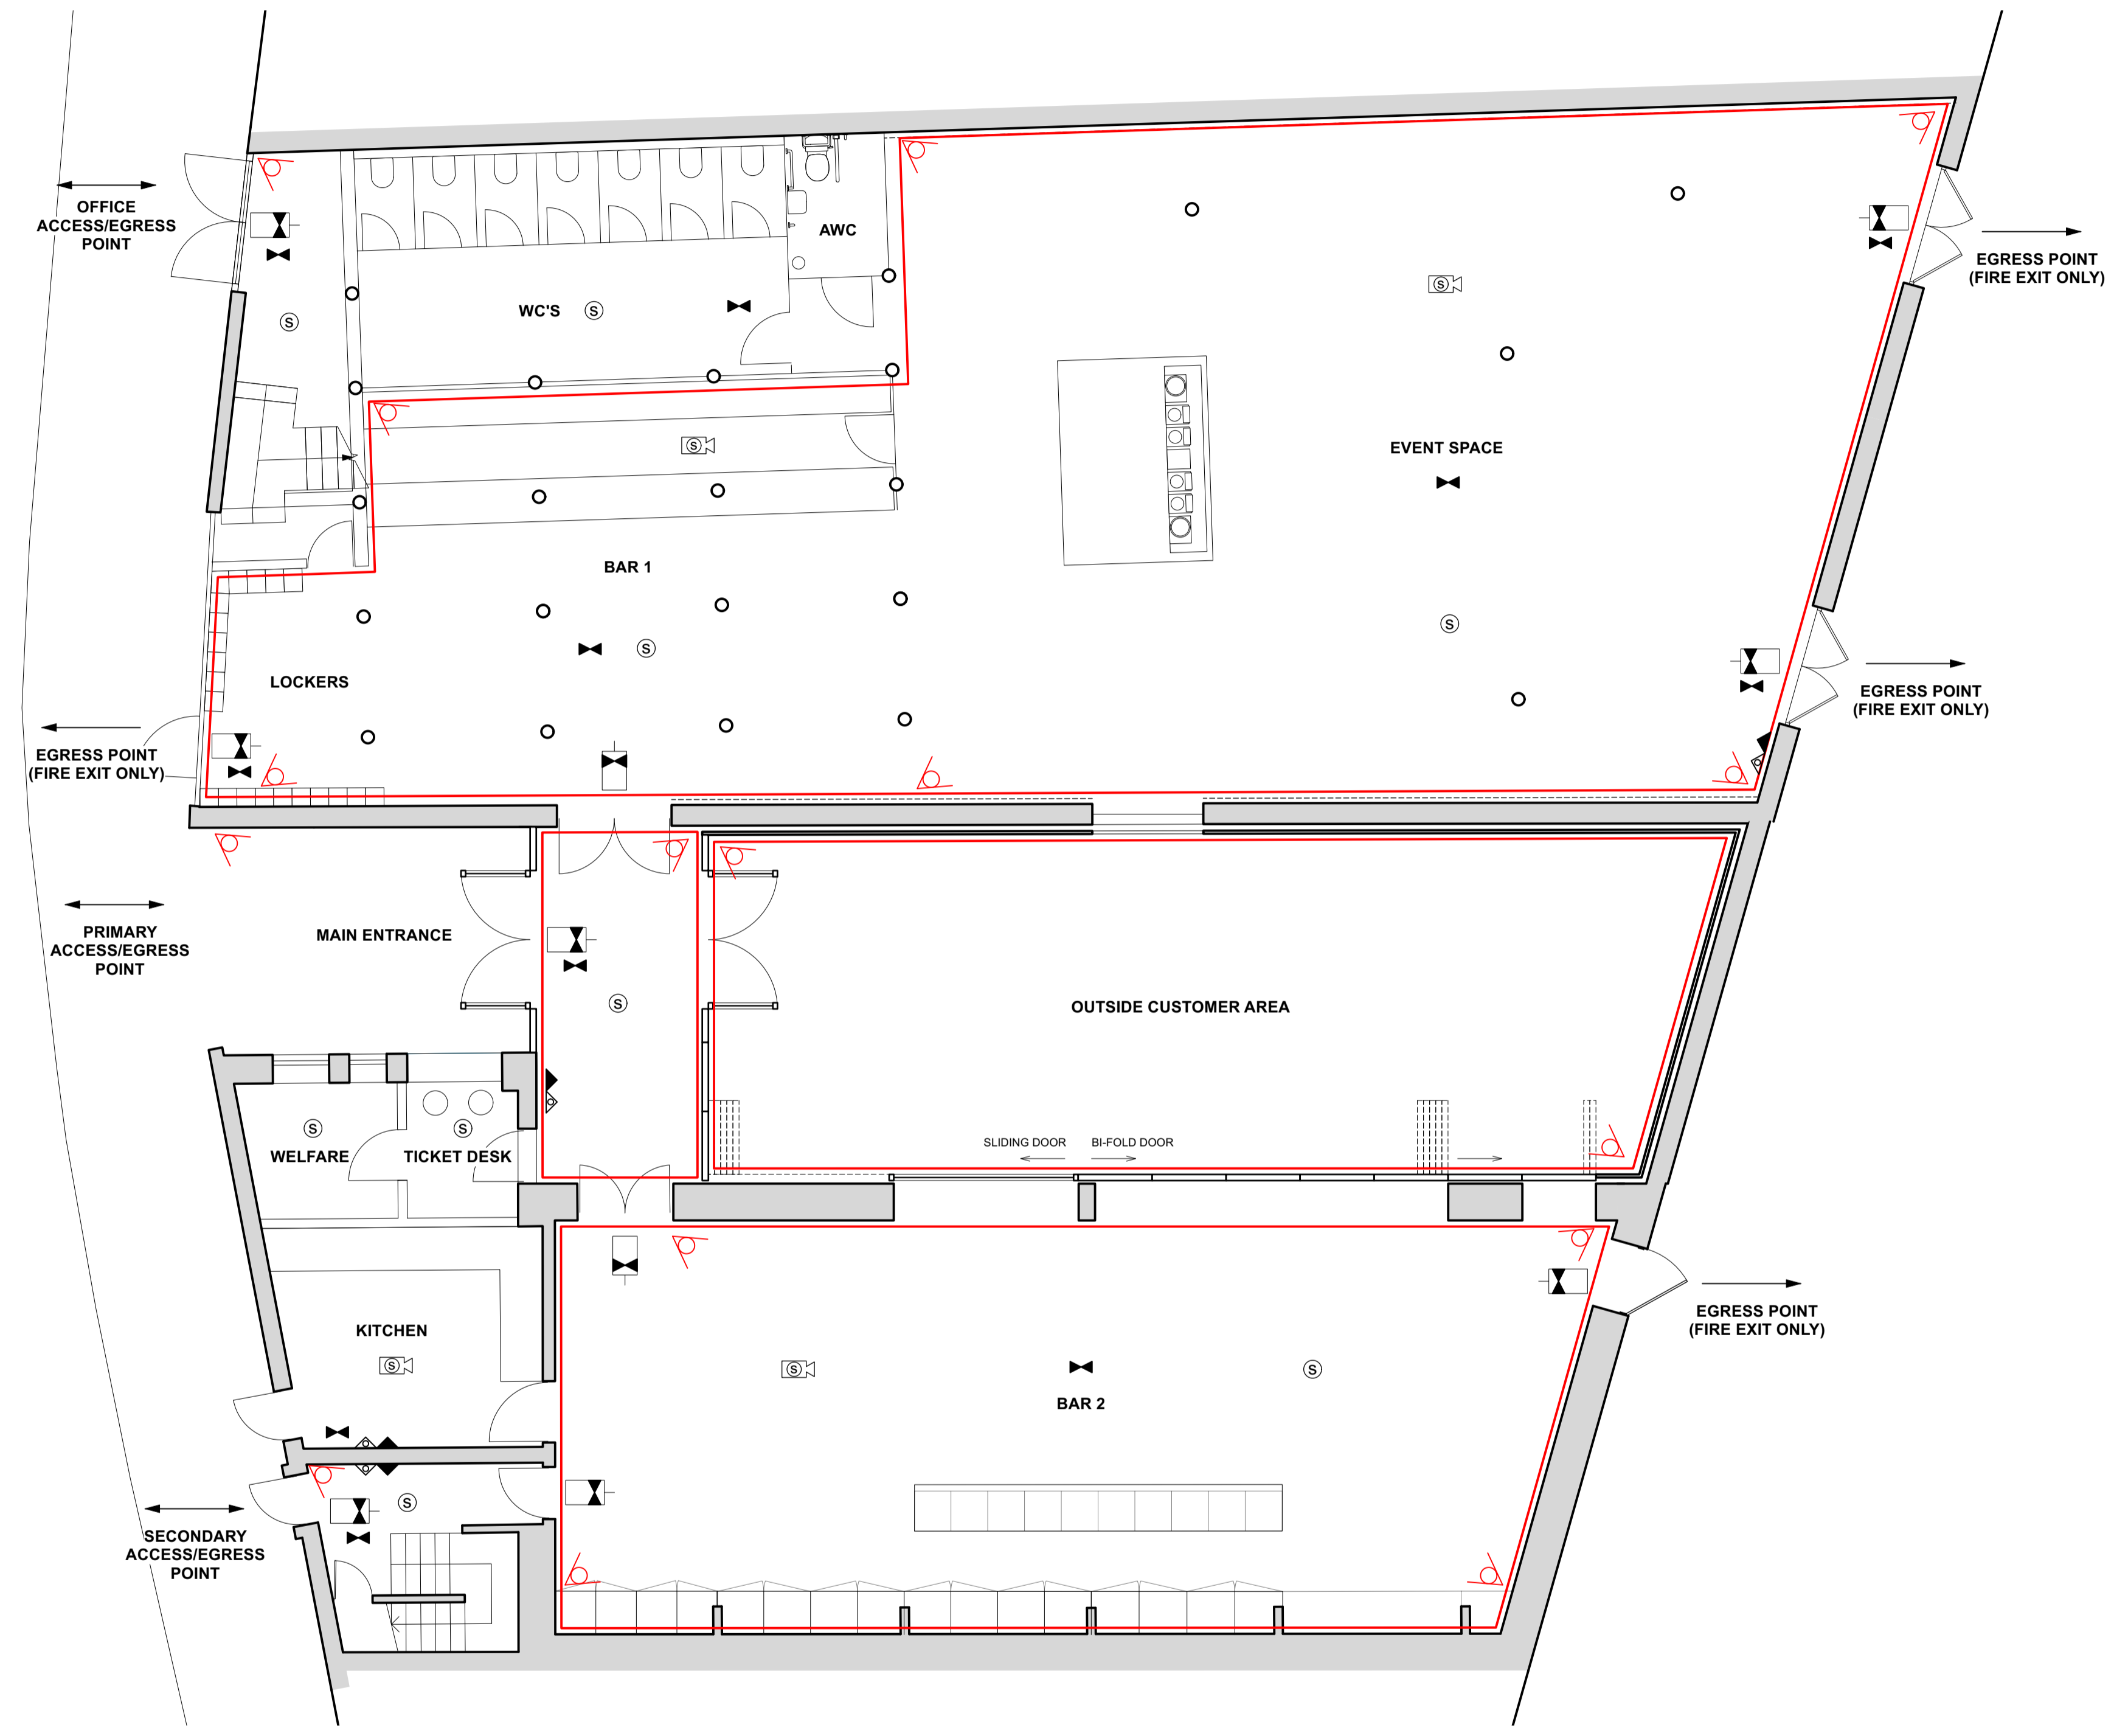 OFFICE
ACCESS/EGRESS
POINT
AWC
WC'S
S
S
S
EGRESS POINT
(FIRE EXIT ONLY)
S
EVENT SPACE
BAR 1
S
S
LOCKERS
EGRESS POINT
(FIRE EXIT ONLY)
EGRESS POINT
(FIRE EXIT ONLY)
PRIMARY
ACCESS/EGRESS
POINT
MAIN ENTRANCE
S
OUTSIDE CUSTOMER AREA
S
S
WELFARE
TICKET DESK
SLIDING DOOR
BI-FOLD DOOR
EGRESS POINT
(FIRE EXIT ONLY)
KITCHEN
S
S
S
BAR 2
S
SECONDARY
ACCESS/EGRESS
POINT